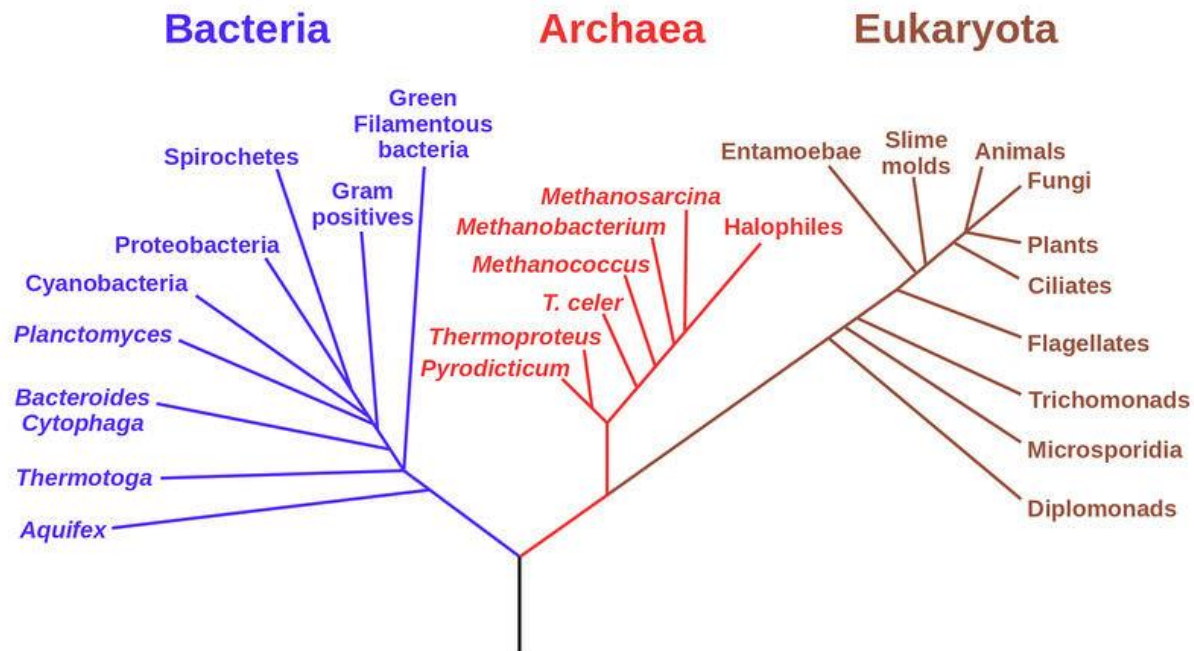 Bacteria
Archaea
Eukaryota
Green
Filamentous
bacteria
Spirochetes
Gram
positives
Proteobacteria
Cyanobacteria
Planctomyces
Bacteroides
Cytophaga
Thermotoga
Aquifex
Methanosarcina
Methanobacterium
Halophiles
Methanococcus
T. celer
Thermoproteus
Pyrodicticum
Entamoebae
Slime
molds
Animals
Fungi
Plants
Ciliates
Flagellates
Trichomonads
Microsporidia
Diplomonads